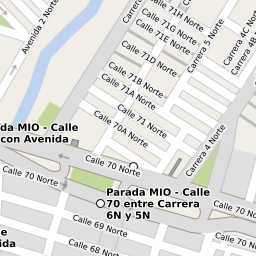 Calle 71H Norte
Calle 71G Norte
Calle 71E Norte
Avenida 2 Norte
Carrera 5 Norte
Carrera 4C Norte
Carrera 4B
Calle 71D Norte
Calle 71B Norte
Calle 71A Norte
Calle 71 Norte
Calle 70A Norte
da MIO - Calle
con Avenida
Carrera 4 Norte
Calle 70 Norte
Calle 70 Norte
Parada MIO - Calle
70 entre Carrera
6N y 5N
Calle 70 Norte
Calle 69 Norte
Calle 68 Norte
e
ida